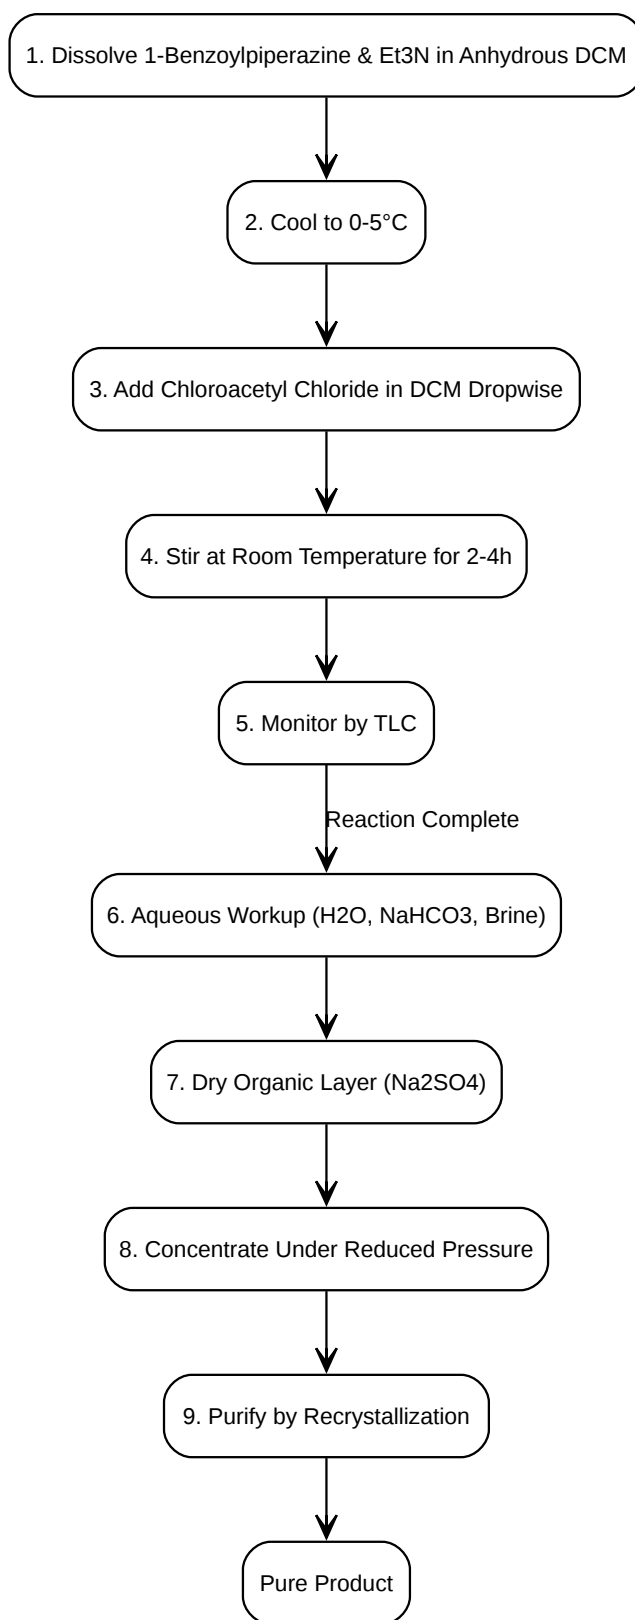 1. Dissolve 1-Benzoylpiperazine & Et3N in Anhydrous DCM
2. Cool to 0-5°C
3. Add Chloroacetyl Chloride in DCM Dropwise
4. Stir at Room Temperature for 2-4h
5. Monitor by TLC
Reaction Complete
6. Aqueous Workup (H2O, NaHCO3, Brine)
7. Dry Organic Layer (Na2SO4)
8. Concentrate Under Reduced Pressure
9. Purify by Recrystallization
Pure Product